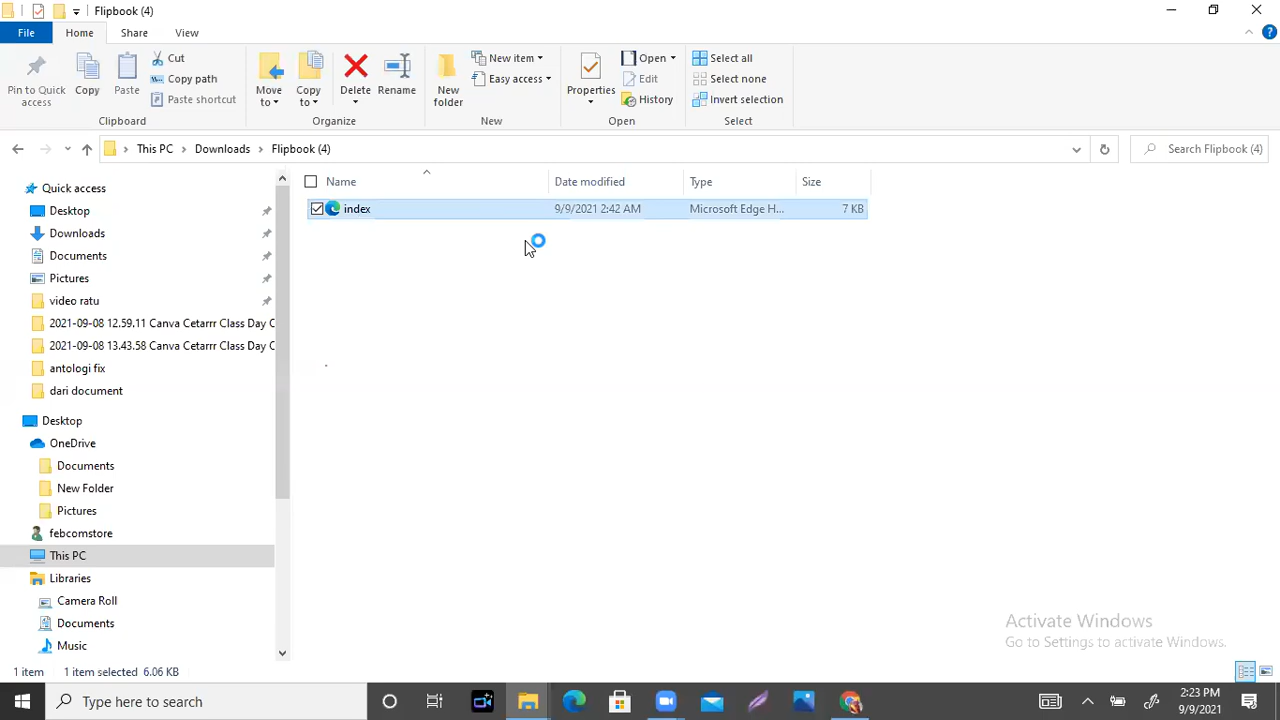 Flipbook (4)
File
Home
Share
View
Pin to Quick access
Copy
Paste
Cut
Copy path
Paste shortcut
Clipboard
Move to
Copy to
Delete
Rename
Organize
New folder
New item
Easy access
New
Properties
Open
Edit
History
Open
Select all
Select none
Invert selection
Select
This PC
Downloads
Flipbook (4)
Search Flipbook (4)
Name
Date modified
Type
Size
index
9/9/2021 2:42 AM
Microsoft Edge H...
7 KB
Quick access
Desktop
Downloads
Documents
Pictures
video ratu
2021-09-08 12.59.11 Canva Cetarrr Class Day C
2021-09-08 13.43.58 Canva Cetarrr Class Day C
antologi fix
dari document
Desktop
OneDrive
Documents
New Folder
Pictures
febcomstore
This PC
Libraries
Camera Roll
Documents
Music
Activate Windows
Go to Settings to activate Windows.
1 item
1 item selected 6.06 KB
Type here to search
2:23 PM
9/9/2021